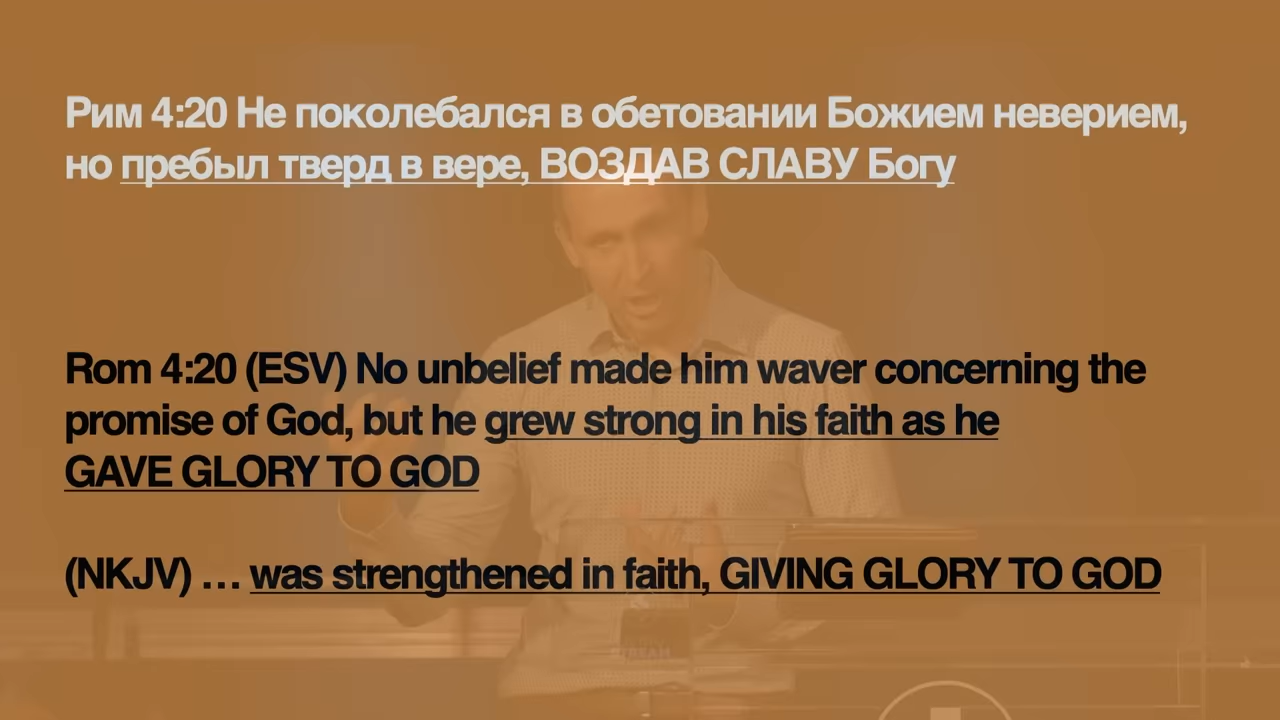 Рим 4:20 Не поколебался в обетовании Божием неверием,
но пребыл тверд в вере, ВОЗДАВ СЛАВУ Богу
Rom 4:20 (ESV) No unbelief made him waver concerning the
promise of God, but he grew strong in his faith as he
GAVE GLORY TO GOD
(NKJV) … was strengthened in faith, GIVING GLORY TO GOD